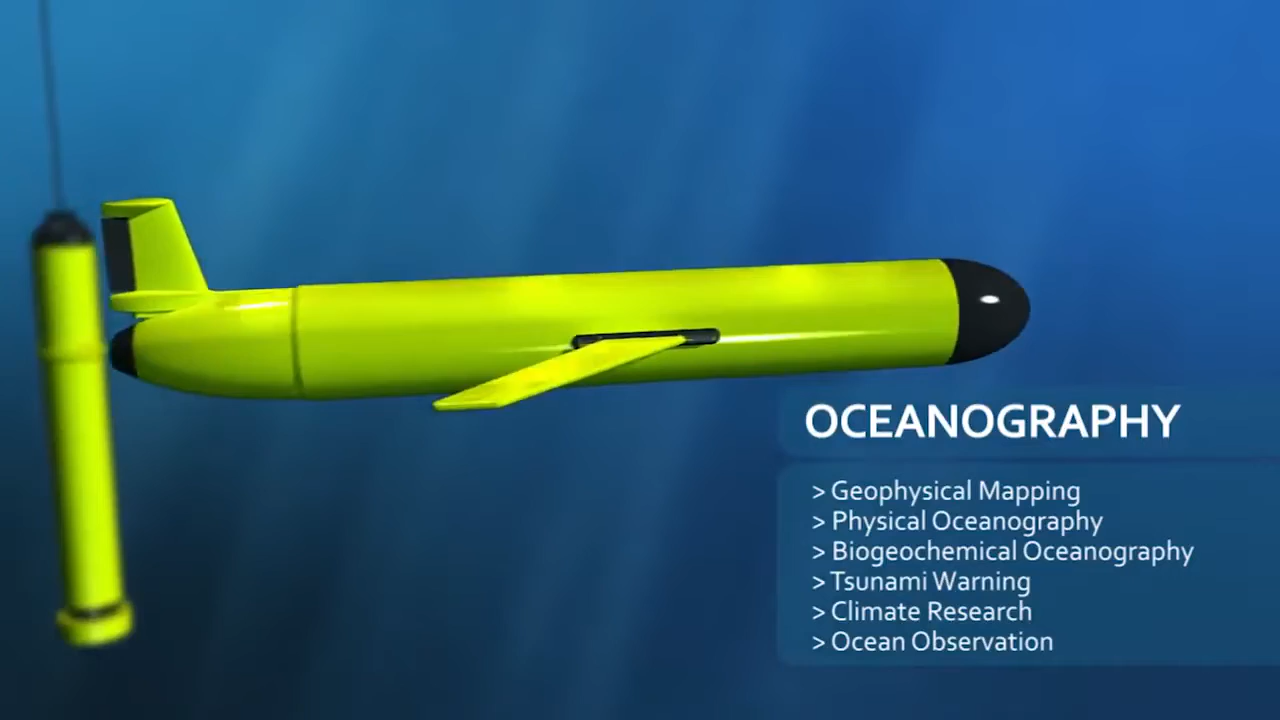 OCEANOGRAPHY
> Geophysical Mapping
> Physical Oceanography
> Biogeochemical Oceanography
> Tsunami Warning
> Climate Research
> Ocean Observation